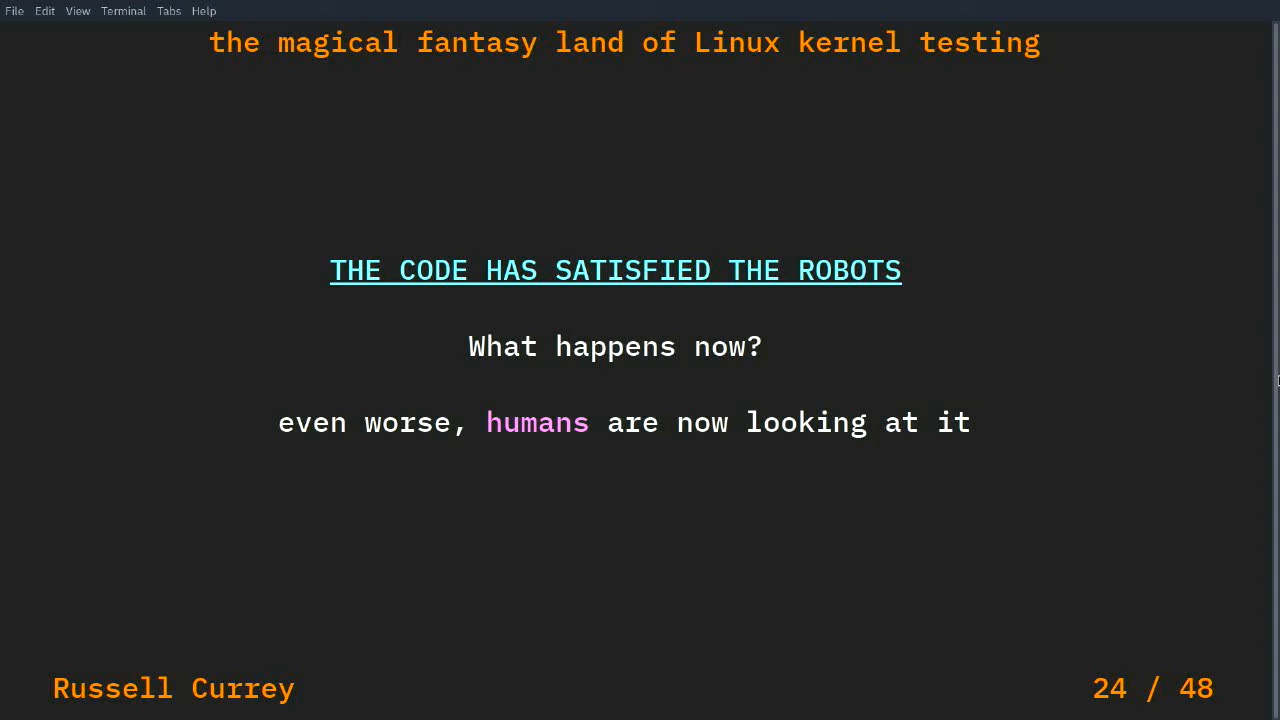 File Edit View Terminal Tabs Help
the magical fantasy land of Linux kernel testing
THE CODE HAS SATISFIED THE ROBOTS
What happens now?
even worse, humans are now looking at it
Russell Currey
24 / 48